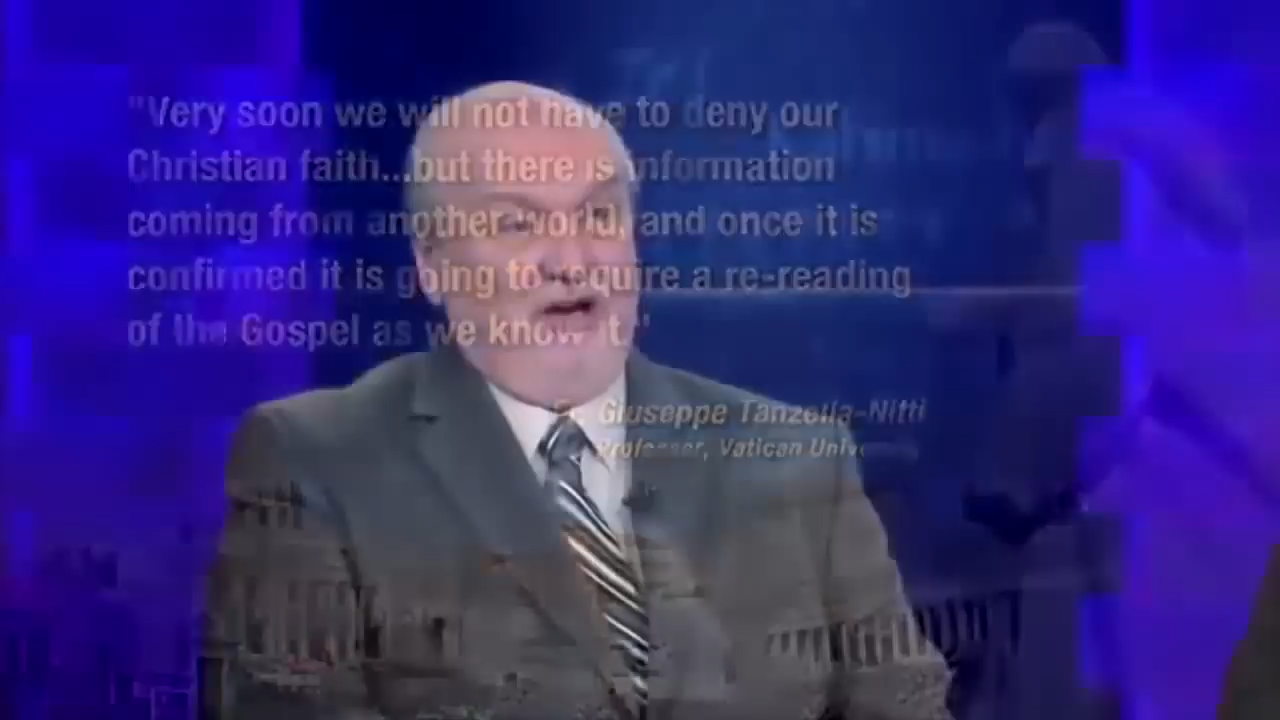 "Very soon we will not have to deny our
Christian faith...but there is information
coming from another world, and once it is
confirmed it is going to require a re-reading
of the Gospel as we know it."
Giuseppe Tanzella-Nitti
Professor, Vatican University